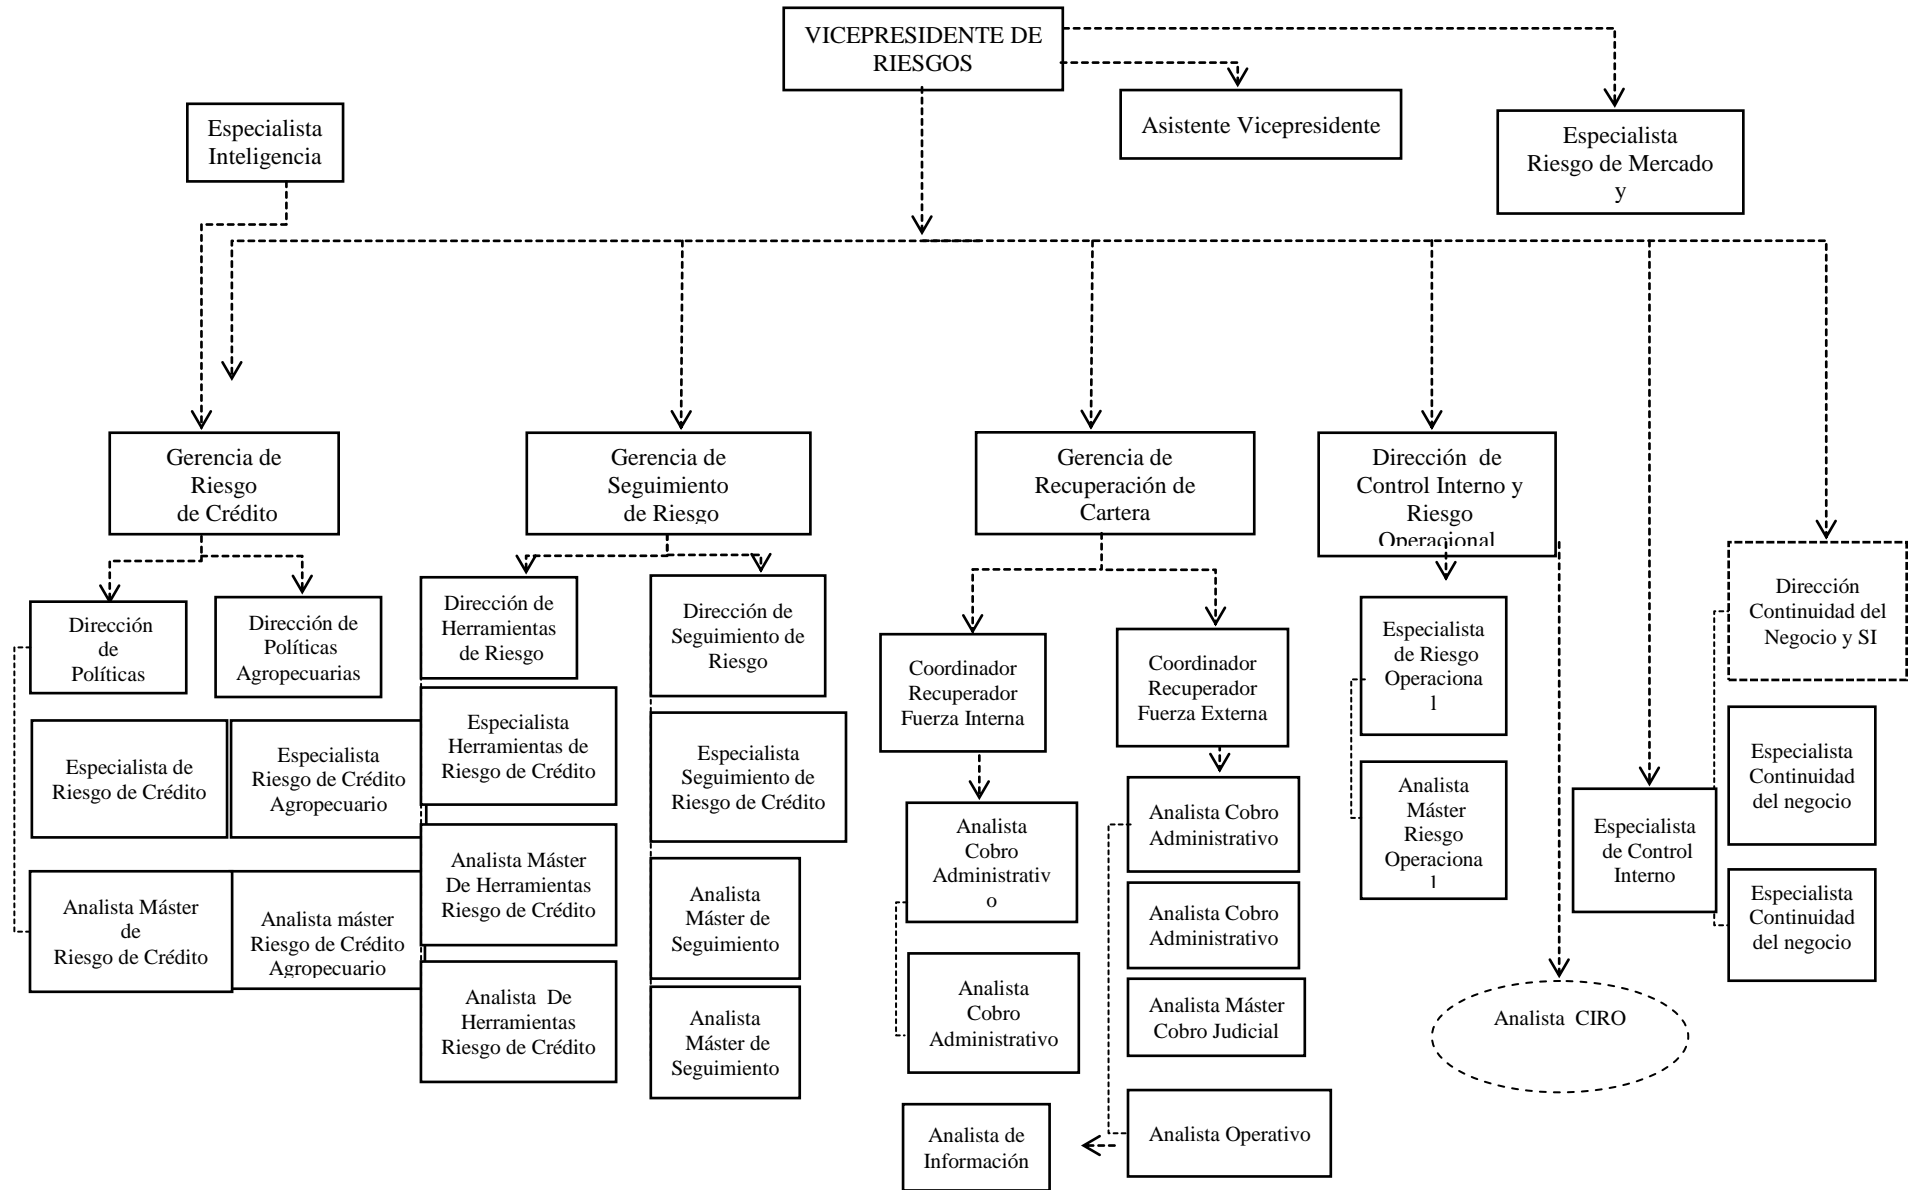 VICEPRESIDENTE DE
RIESGOS
Asistente Vicepresidente
Especialista
Inteligencia
Especialista
Riesgo de Mercado
y
Gerencia de
Riesgo
de Crédito
Gerencia de
Seguimiento
de Riesgo
Gerencia de
Recuperación de
Cartera
Dirección de
Control Interno y
Riesgo
Operacional
Dirección
Continuidad del
Negocio y SI
Dirección
de
Políticas
Dirección de
Políticas
Agropecuarias
Dirección de
Herramientas
de Riesgo
Dirección de
Seguimiento de
Riesgo
Coordinador
Recuperador
Fuerza Interna
Coordinador
Recuperador
Fuerza Externa
Especialista
de Riesgo
Operaciona
l
Especialista de
Riesgo de Crédito
Especialista
Riesgo de Crédito
Agropecuario
Especialista
Herramientas de
Riesgo de Crédito
Especialista
Seguimiento de
Riesgo de Crédito
Analista
Cobro
Administrativ
o
Analista Cobro
Administrativo
Analista
Máster
Riesgo
Operaciona
l
Especialista
de Control
Interno
Especialista
Continuidad
del negocio
Analista Máster
de
Riesgo de Crédito
Analista máster
Riesgo de Crédito
Agropecuario
Analista Máster
De Herramientas
Riesgo de Crédito
Analista
Máster de
Seguimiento
Analista Cobro
Administrativo
Especialista
Continuidad
del negocio
Analista De
Herramientas
Riesgo de Crédito
Analista
Máster de
Seguimiento
Analista
Cobro
Administrativo
Analista Máster
Cobro Judicial
Analista CIRO
Analista de
Información
Analista Operativo